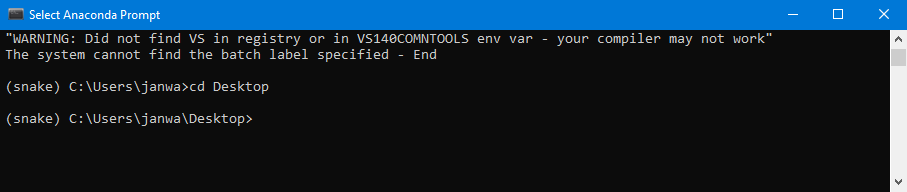 Select Anaconda Prompt
"WARNING: Did not find VS in registry or in VS140COMNTOOLS env var - your compiler may not work"
The system cannot find the batch label specified - End
(snake) C:\Users\janwa>cd Desktop
(snake) C:\Users\janwa\Desktop>